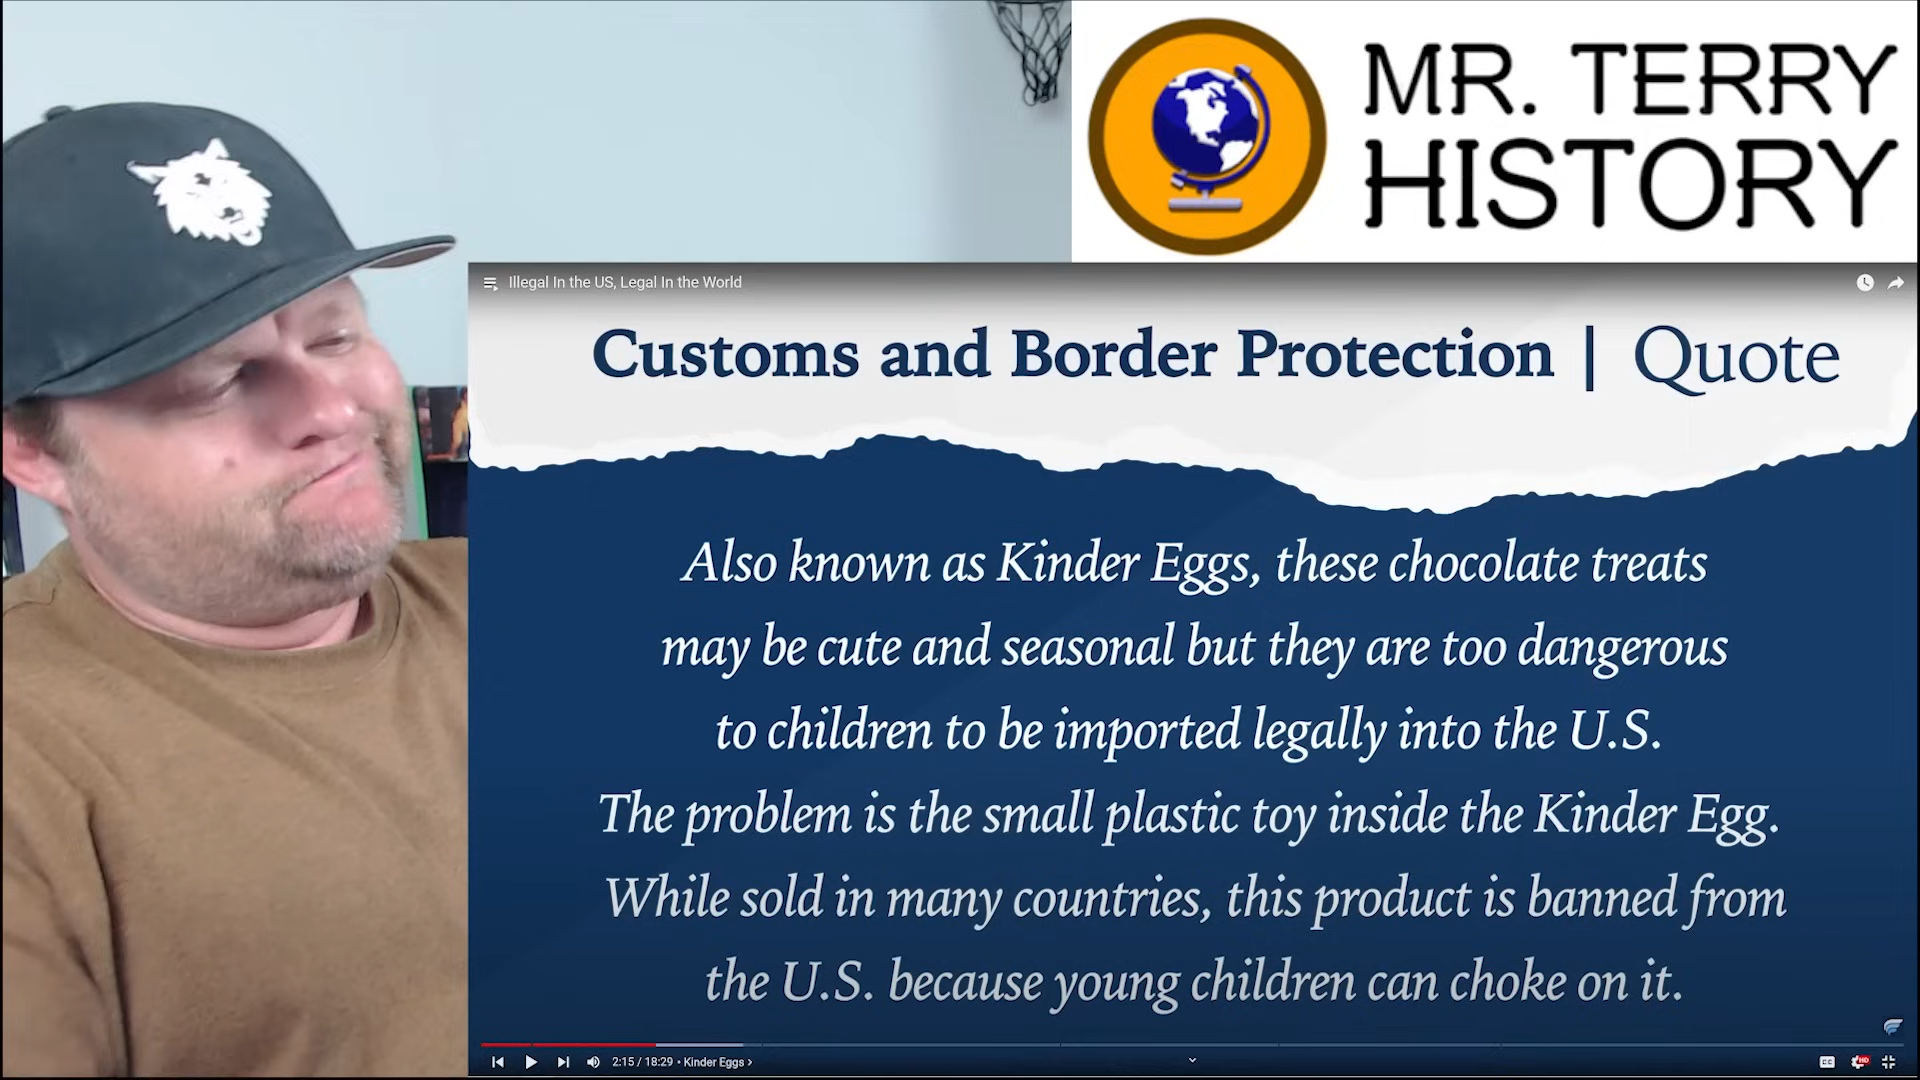 MR. TERRY
HISTORY
Illegal In the US, Legal In the World
Customs and Border Protection | Quote
Also known as Kinder Eggs, these chocolate treats
may be cute and seasonal but they are too dangerous
to children to be imported legally into the U.S.
The problem is the small plastic toy inside the Kinder Egg.
While sold in many countries, this product is banned from
the U.S. because young children can choke on it.
2:15 / 18:29 • Kinder Eggs ›
CC
HD